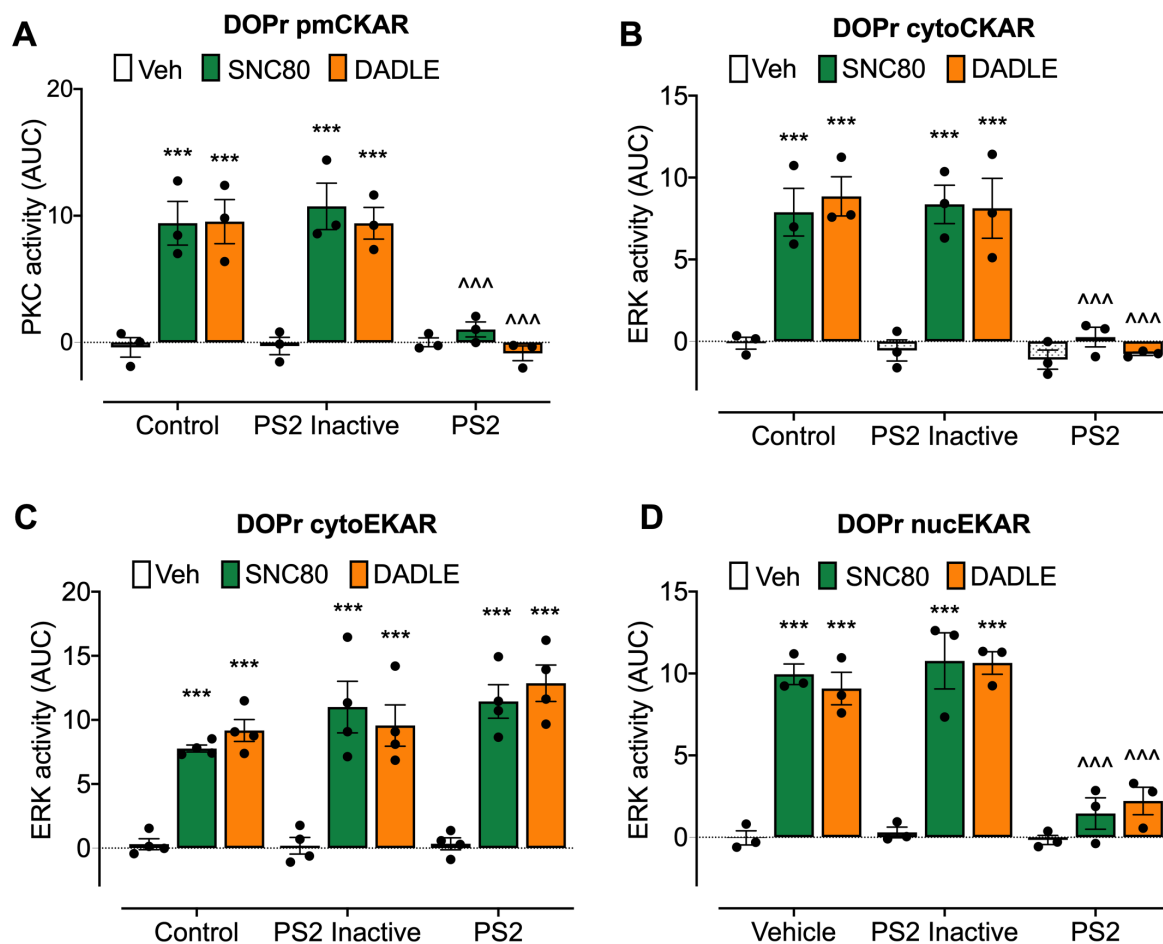 A
DOPr pmCKAR
Veh SNC80 DADLE
PKC activity (AUC)
20
10
0
*** *** *** *** ^^^ ^^^
Control PS2 Inactive PS2
B
DOPr cytoCKAR
Veh SNC80 DADLE
ERK activity (AUC)
15
10
5
0
*** *** *** *** ^^^ ^^^
Control PS2 Inactive PS2
C
DOPr cytoEKAR
Veh SNC80 DADLE
ERK activity (AUC)
20
15
10
5
0
*** *** *** *** *** ***
Control PS2 Inactive PS2
D
DOPr nucEKAR
Veh SNC80 DADLE
ERK activity (AUC)
15
10
5
0
*** *** *** *** ^^^ ^^^
Vehicle PS2 Inactive PS2